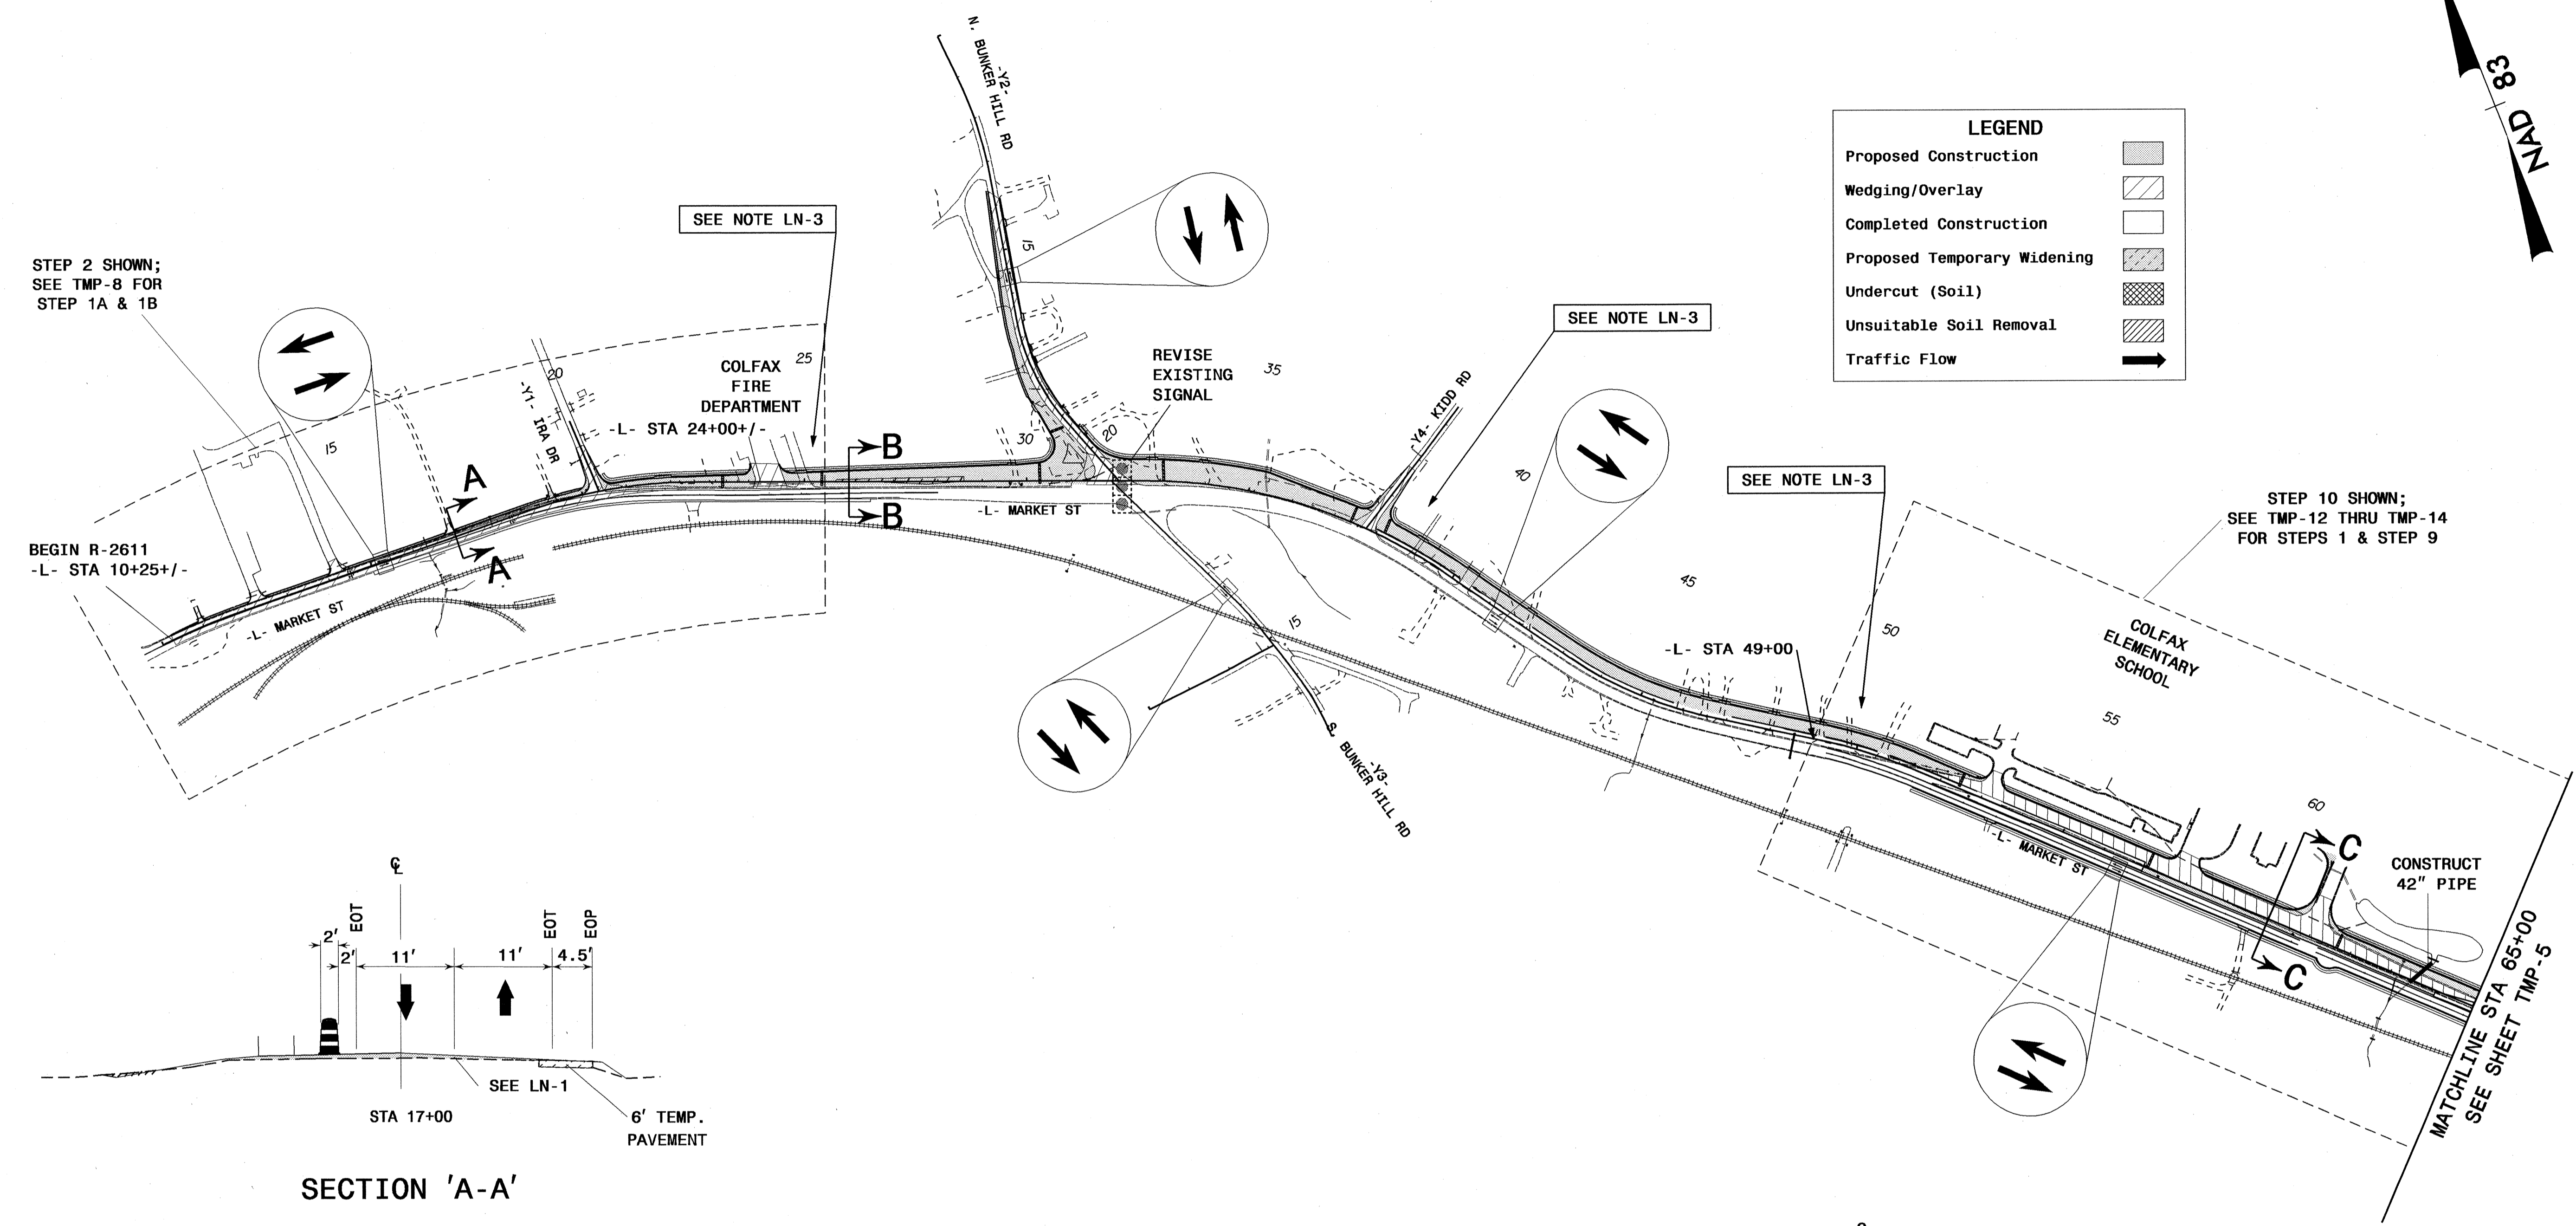 N. BUNKER HILL RD
-Y2-
NAD 83
LEGEND
Proposed Construction
Wedging/Overlay
Completed Construction
Proposed Temporary Widening
Undercut (Soil)
Unsuitable Soil Removal
Traffic Flow
SEE NOTE LN-3
15
STEP 2 SHOWN;
SEE TMP-8 FOR
STEP 1A & 1B
SEE NOTE LN-3
REVISE
EXISTING
SIGNAL
35
25
COLFAX
FIRE
DEPARTMENT
20
-L- STA 24+00+/-
-Y1- IRA DR
15
-Y4- KIDD RD
30
20
40
B
B
A
A
SEE NOTE LN-3
-L- MARKET ST
STEP 10 SHOWN;
SEE TMP-12 THRU TMP-14
FOR STEPS 1 & STEP 9
BEGIN R-2611
-L- STA 10+25+/-
-L- MARKET ST
45
15
50
-L- STA 49+00
COLFAX
ELEMENTARY
SCHOOL
55
60
-Y3-
S. BUNKER HILL RD
-L- MARKET ST
C
C
CONSTRUCT
42" PIPE
MATCHLINE STA 65+00
SEE SHEET TMP-5
℄
EOT
EOT
EOP
2'
2'
11'
11'
4.5'
SEE LN-1
STA 17+00
6' TEMP.
PAVEMENT
SECTION 'A-A'